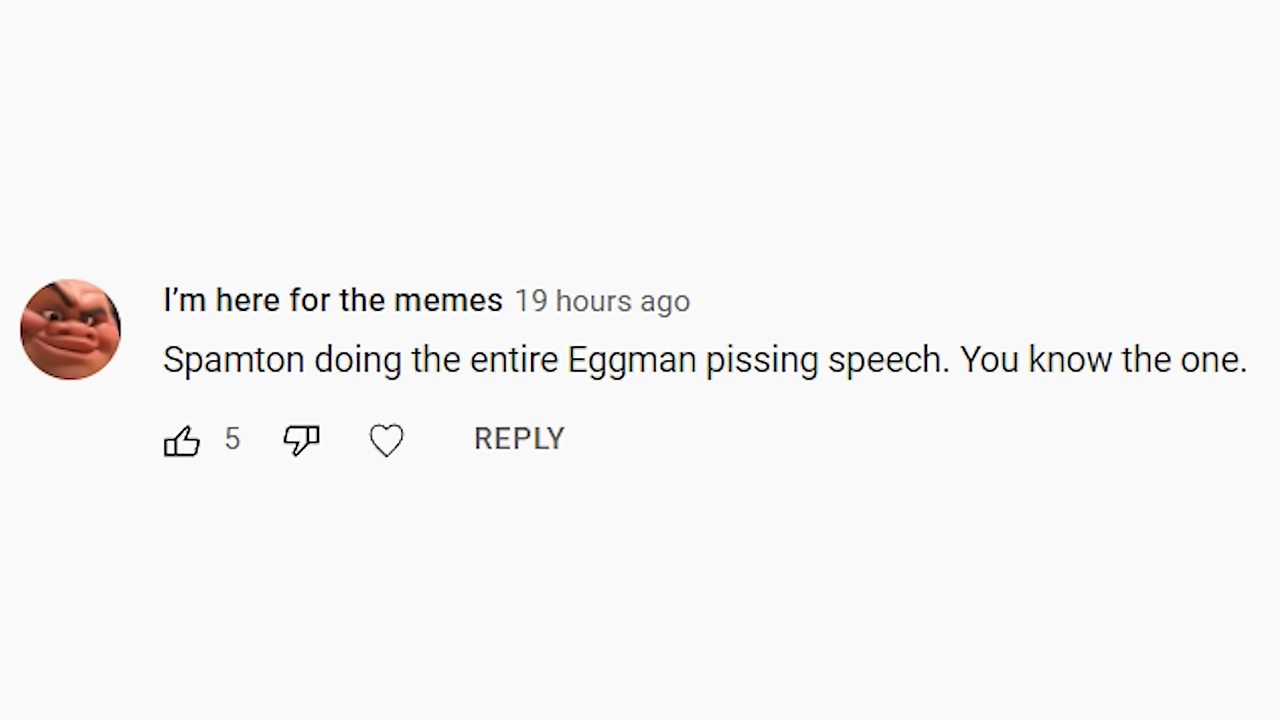 I'm here for the memes 19 hours ago
Spamton doing the entire Eggman pissing speech. You know the one.
5 REPLY